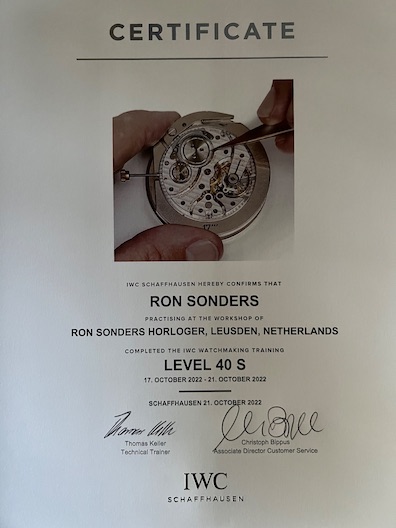 CERTIFICATE
IWC SCHAFFHAUSEN HEREBY CONFIRMS THAT
RON SONDERS
PRACTISING AT THE WORKSHOP OF
RON SONDERS HORLOGER, LEUSDEN, NETHERLANDS
COMPLETED THE IWC WATCHMAKING TRAINING
LEVEL 40 S
17. OCTOBER 2022 - 21. OCTOBER 2022
SCHAFFHAUSEN 21. OCTOBER 2022
Thomas Keller
Technical Trainer
Christoph Bippus
Associate Director Customer Service
IWC
SCHAFFHAUSEN